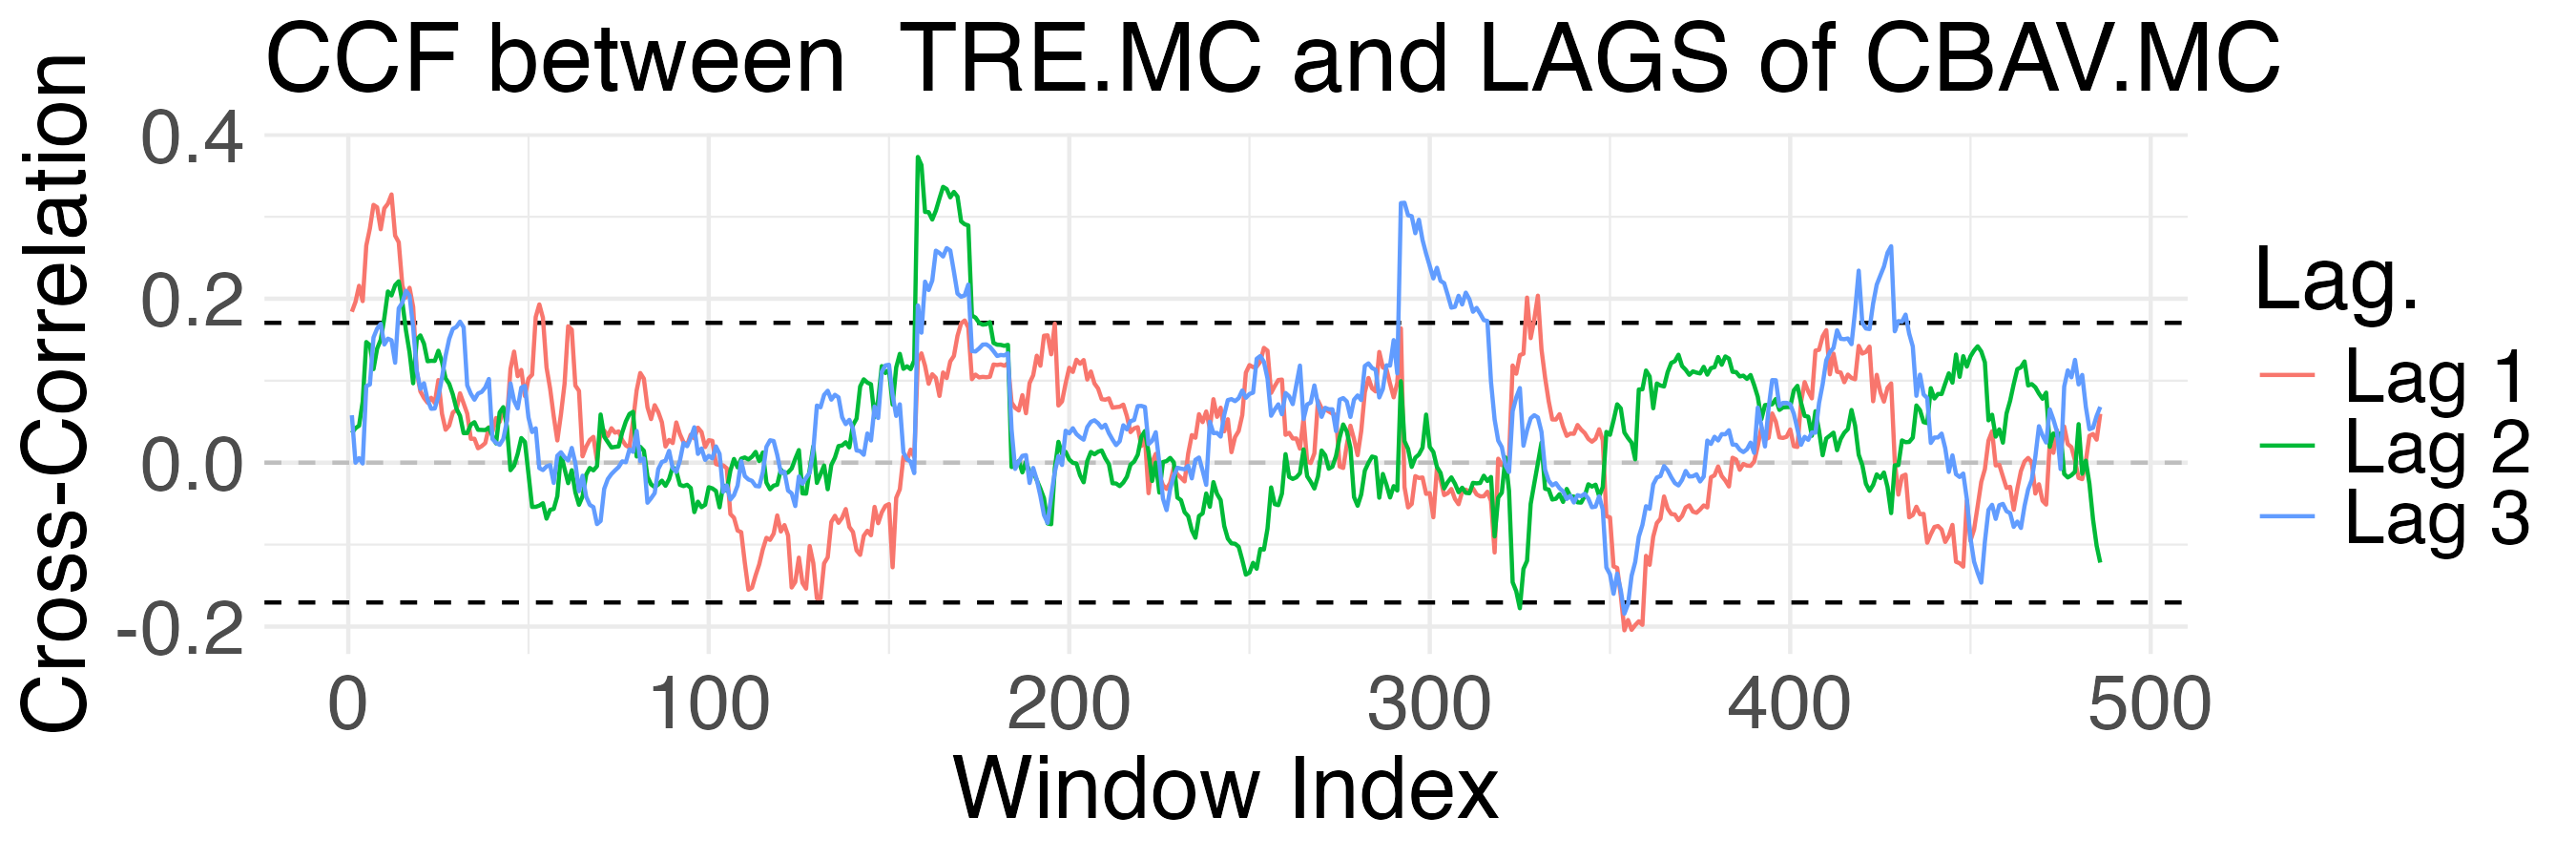 CCF between  TRE.MC and LAGS of CBAV.MC
Cross-Correlation
0.4
0.2
0.0
-0.2
0 100 200 300 400 500
Window Index
Lag.
Lag 1
Lag 2
Lag 3